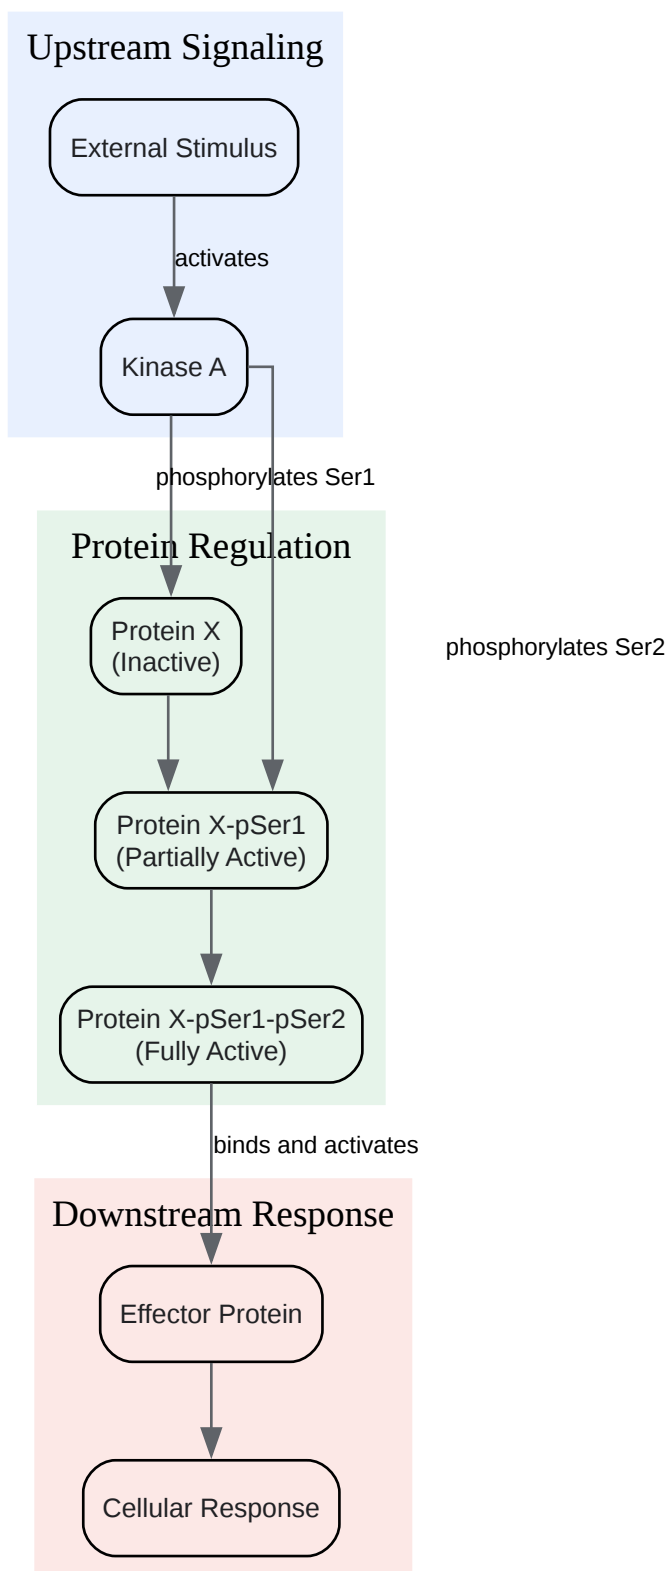 Upstream Signaling
External Stimulus
activates
Kinase A
phosphorylates Ser1
Protein Regulation
Protein X
(Inactive)
phosphorylates Ser2
Protein X-pSer1
(Partially Active)
Protein X-pSer1-pSer2
(Fully Active)
binds and activates
Downstream Response
Effector Protein
Cellular Response